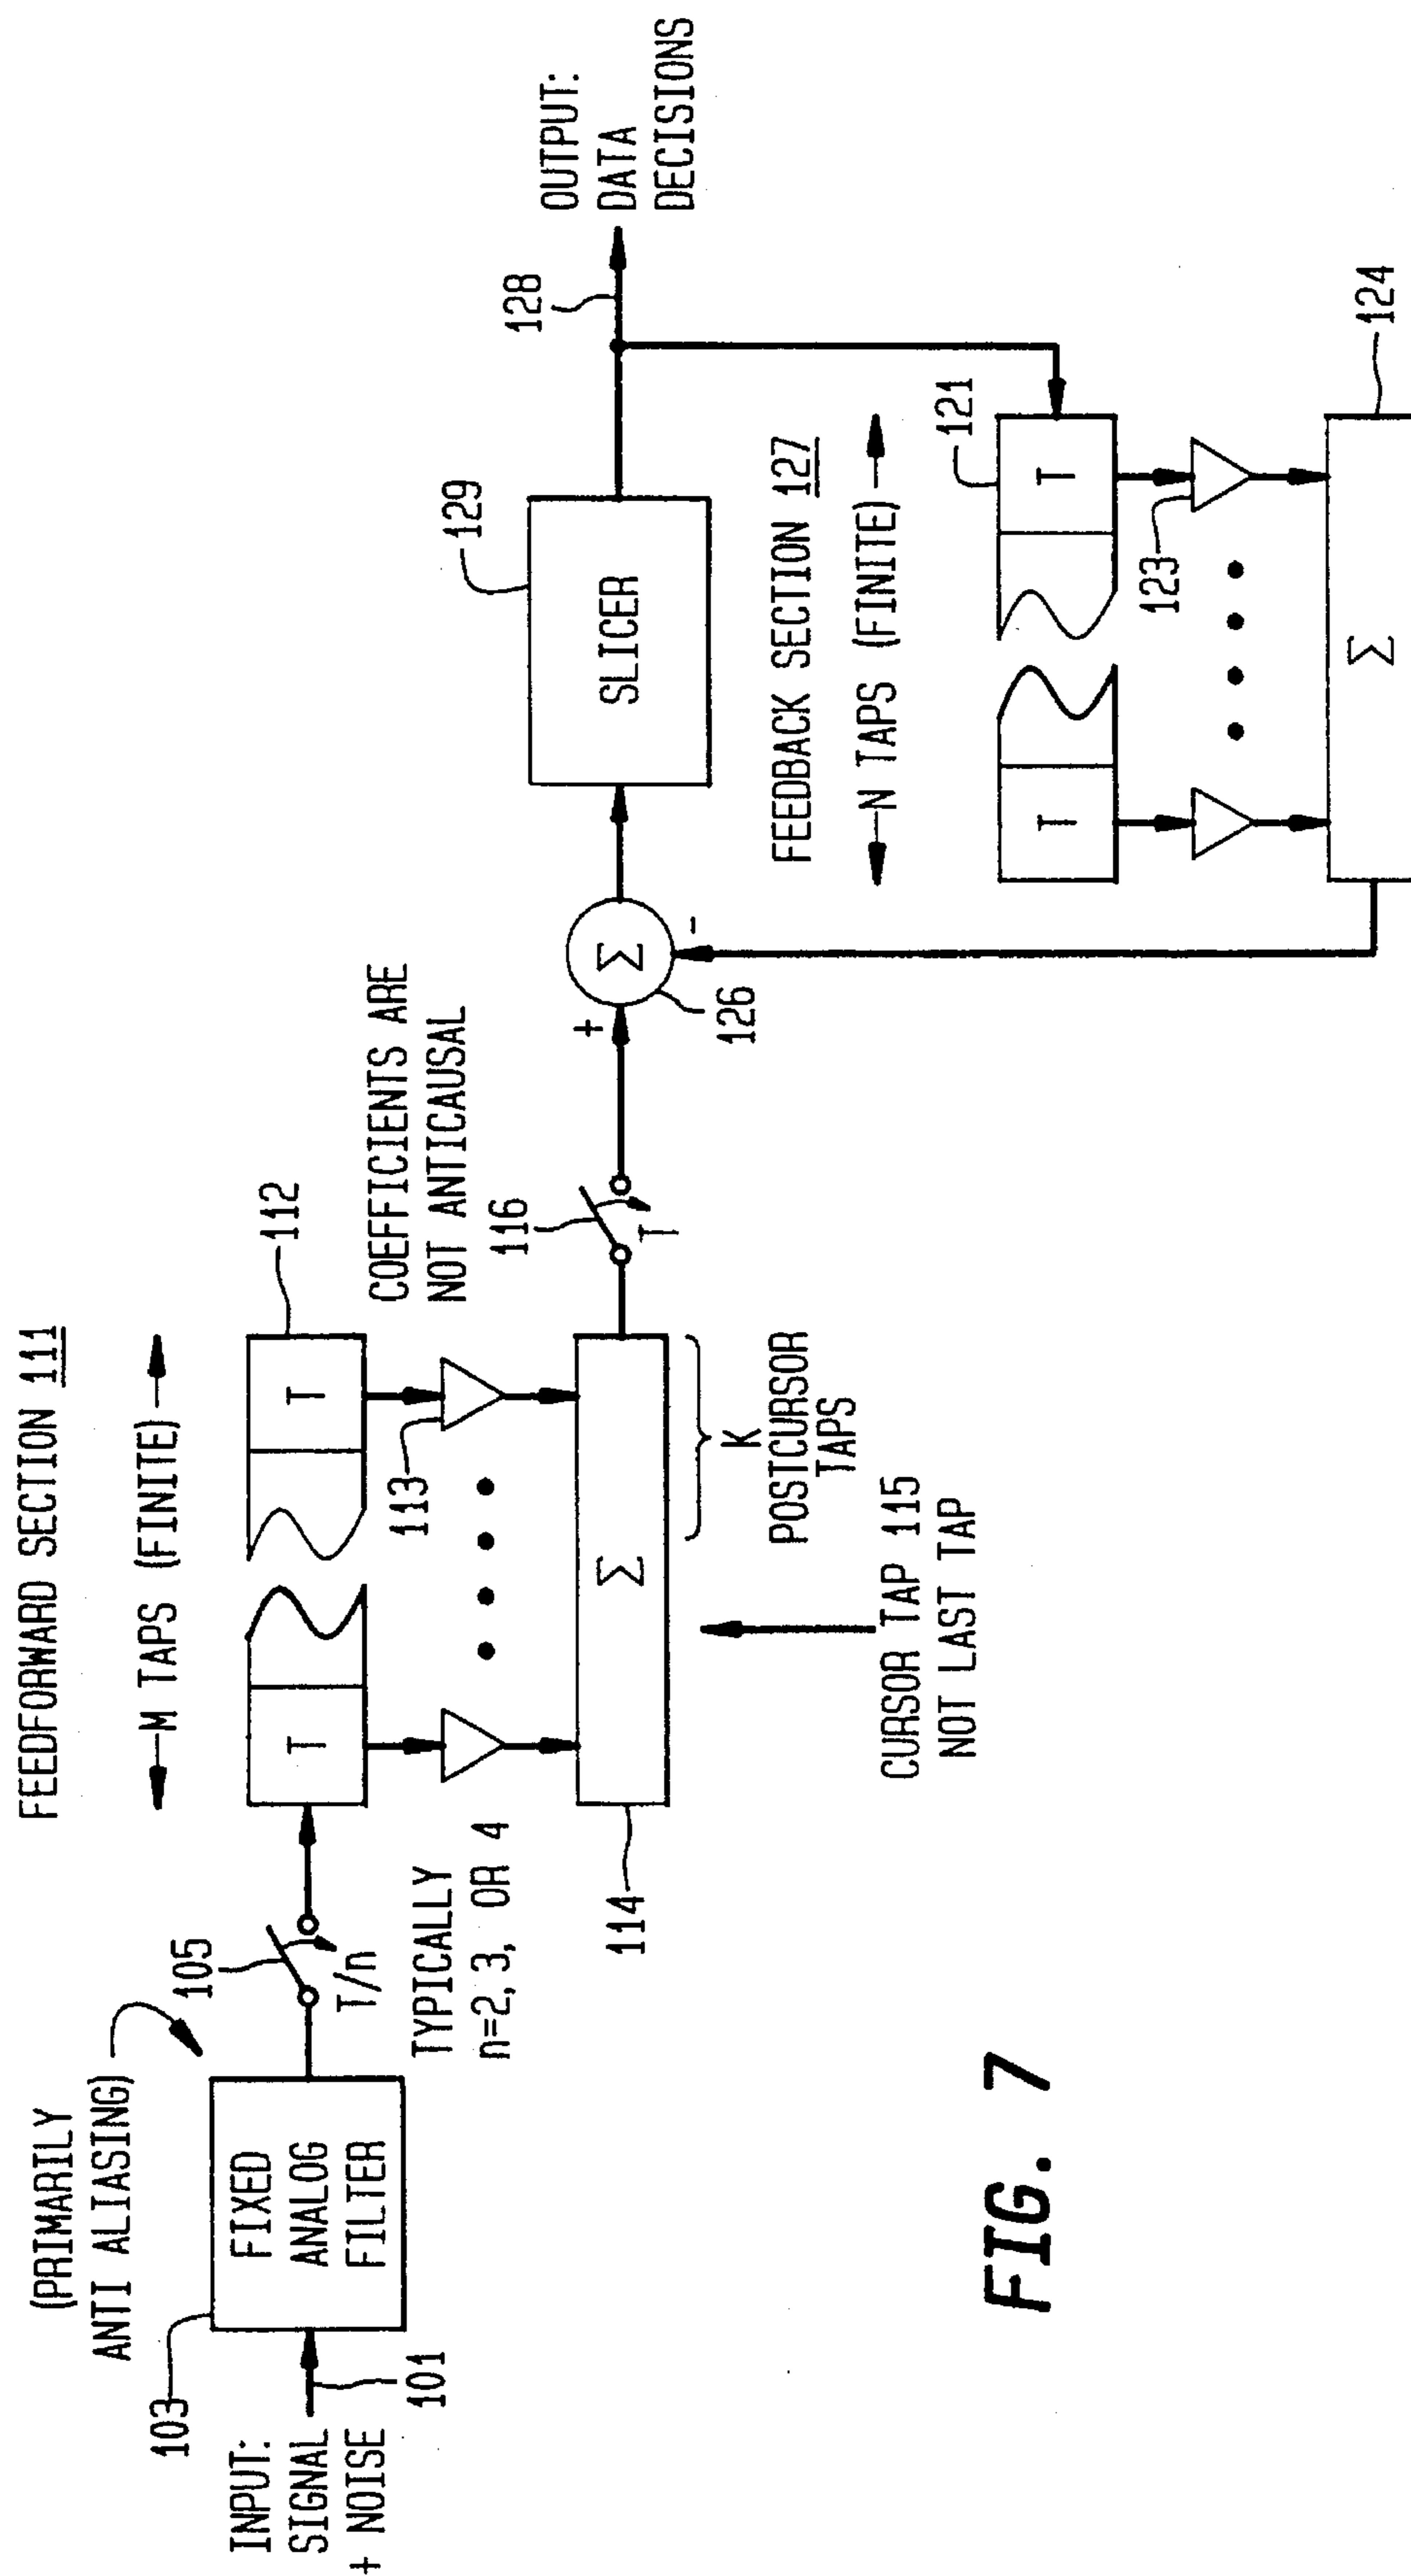 FEEDFORWARD SECTION 111
M TAPS (FINITE)
(PRIMARILY
ANTI ALIASING)
103
INPUT:
SIGNAL
+ NOISE
101
FIXED
ANALOG
FILTER
105
T/n
TYPICALLY
n=2, 3, OR 4
T
T
112
113
Σ
114
K
POSTCURSOR
TAPS
CURSOR TAP 115
NOT LAST TAP
COEFFICIENTS ARE
NOT ANTICAUSAL
116
T
+
Σ
-
126
SLICER
129
128
OUTPUT:
DATA
DECISIONS
FEEDBACK SECTION 127
N TAPS (FINITE)
T
T
121
123
Σ
124
FIG. 7